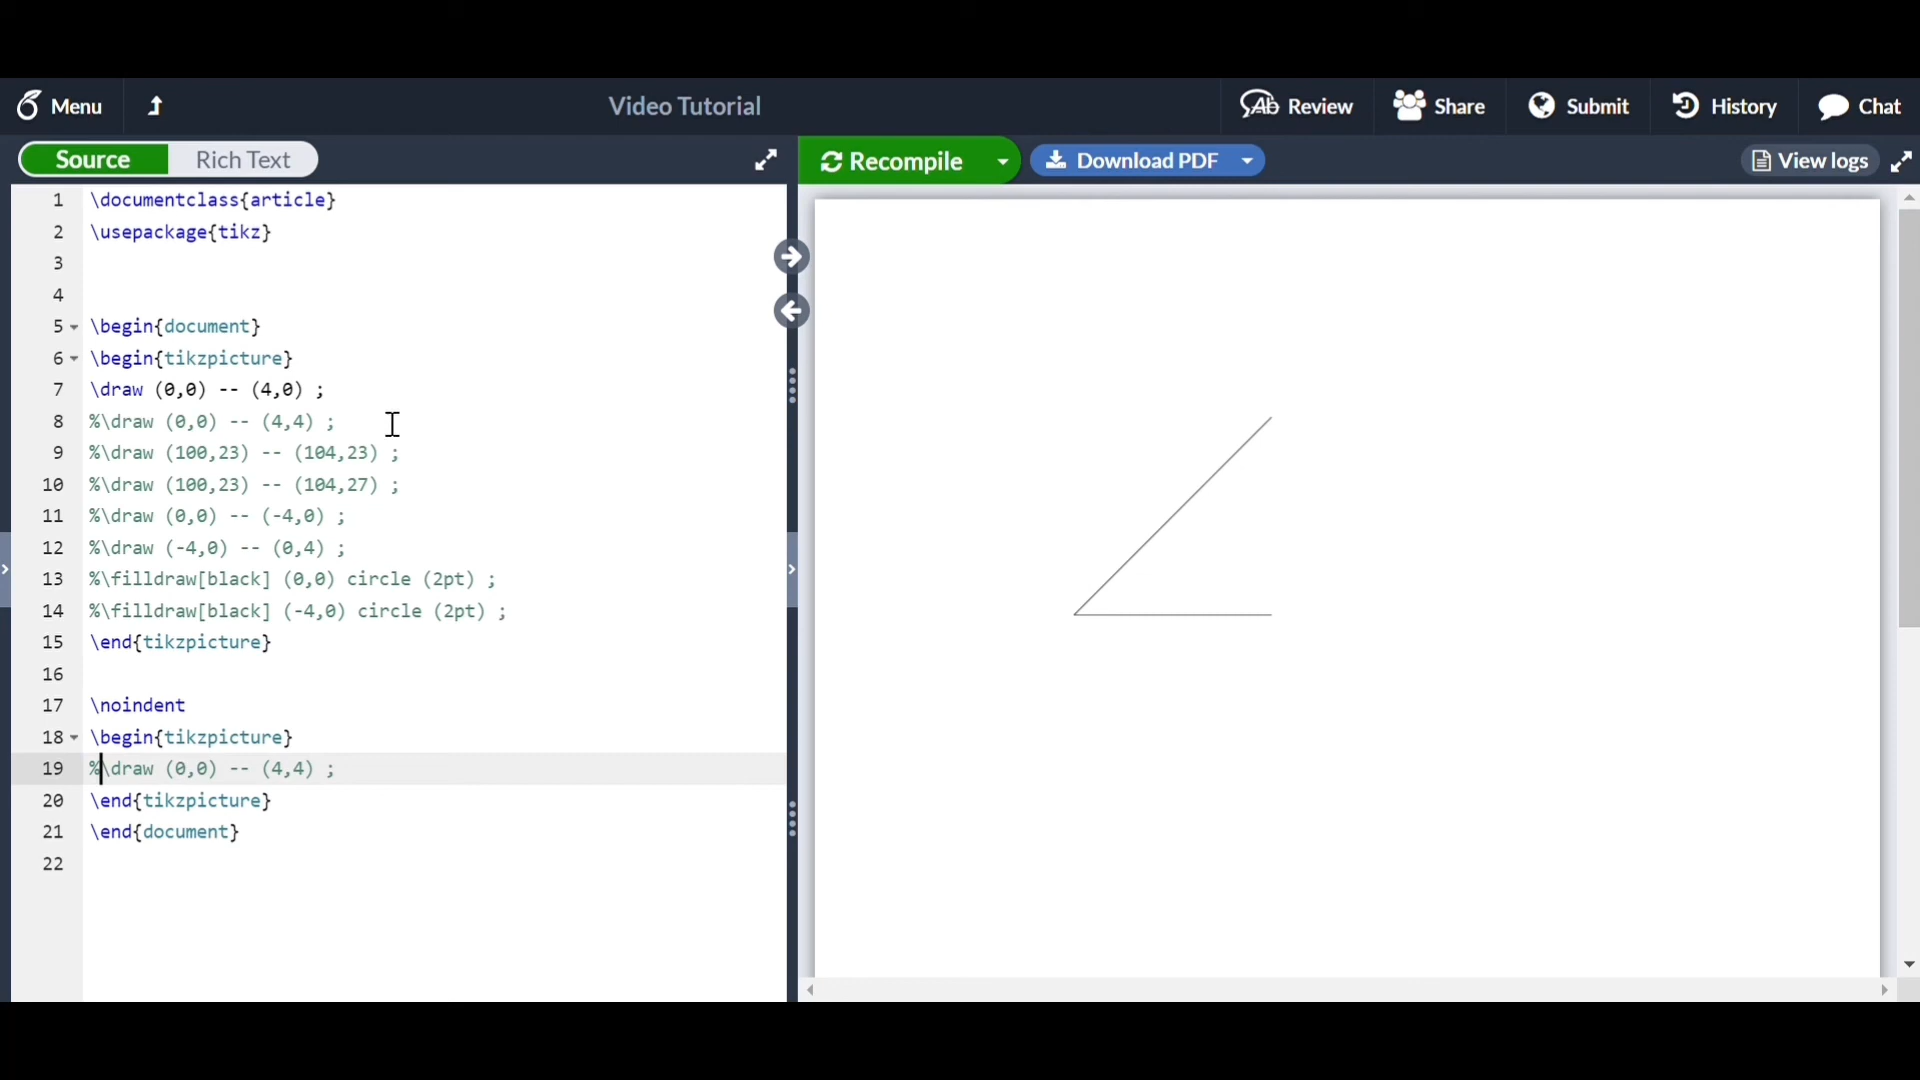 Menu
Video Tutorial
Review
Share
Submit
History
Chat
Source
Rich Text
Recompile
Download PDF
View logs
1 \documentclass{article}
2 \usepackage{tikz}
3
4
5 \begin{document}
6 \begin{tikzpicture}
7 \draw (0,0) -- (4,0) ;
8 %\draw (0,0) -- (4,4) ;
9 %\draw (100,23) -- (104,23) ;
10 %\draw (100,23) -- (104,27) ;
11 %\draw (0,0) -- (-4,0) ;
12 %\draw (-4,0) -- (0,4) ;
13 %\filldraw[black] (0,0) circle (2pt) ;
14 %\filldraw[black] (-4,0) circle (2pt) ;
15 \end{tikzpicture}
16
17 \noindent
18 \begin{tikzpicture}
19 %\draw (0,0) -- (4,4) ;
20 \end{tikzpicture}
21 \end{document}
22